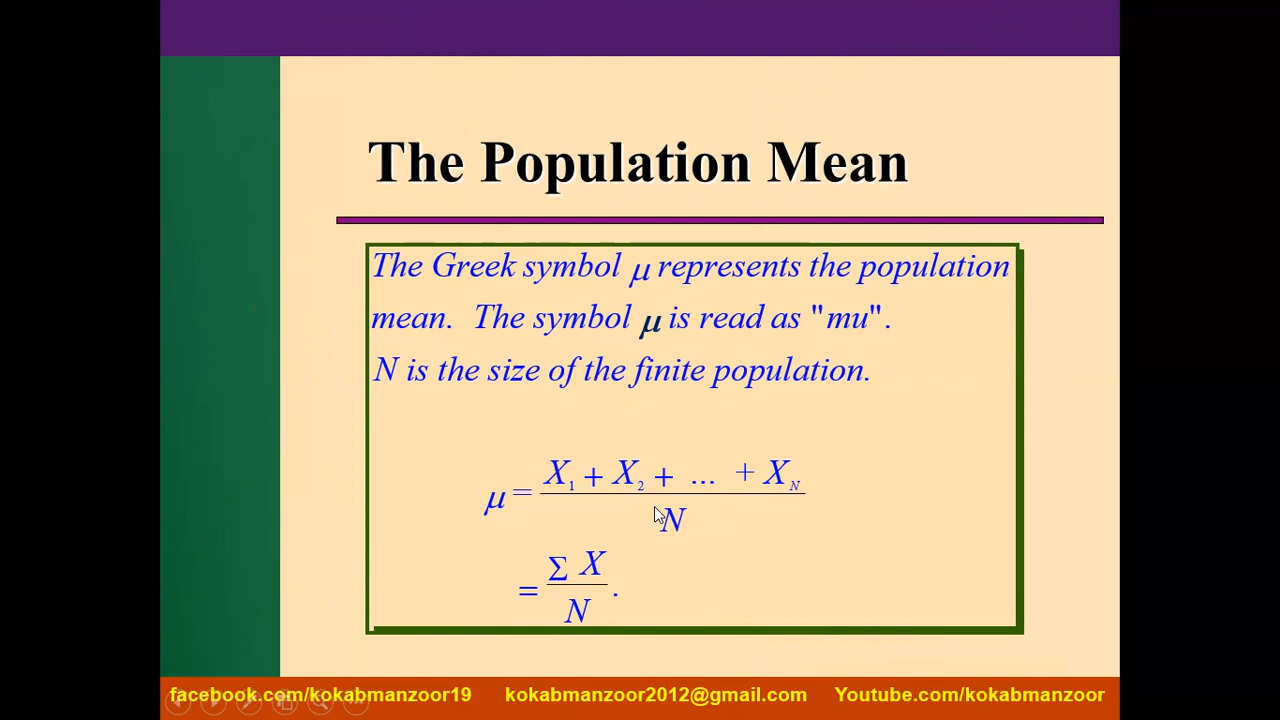 The Population Mean
The Greek symbol μ represents the population
mean. The symbol μ is read as "mu".
N is the size of the finite population.
μ = (X₁ + X₂ + ... + X_N) / N
= Σ X / N .
facebook.com/kokabmanzoor19 kokabmanzoor2012@gmail.com Youtube.com/kokabmanzoor